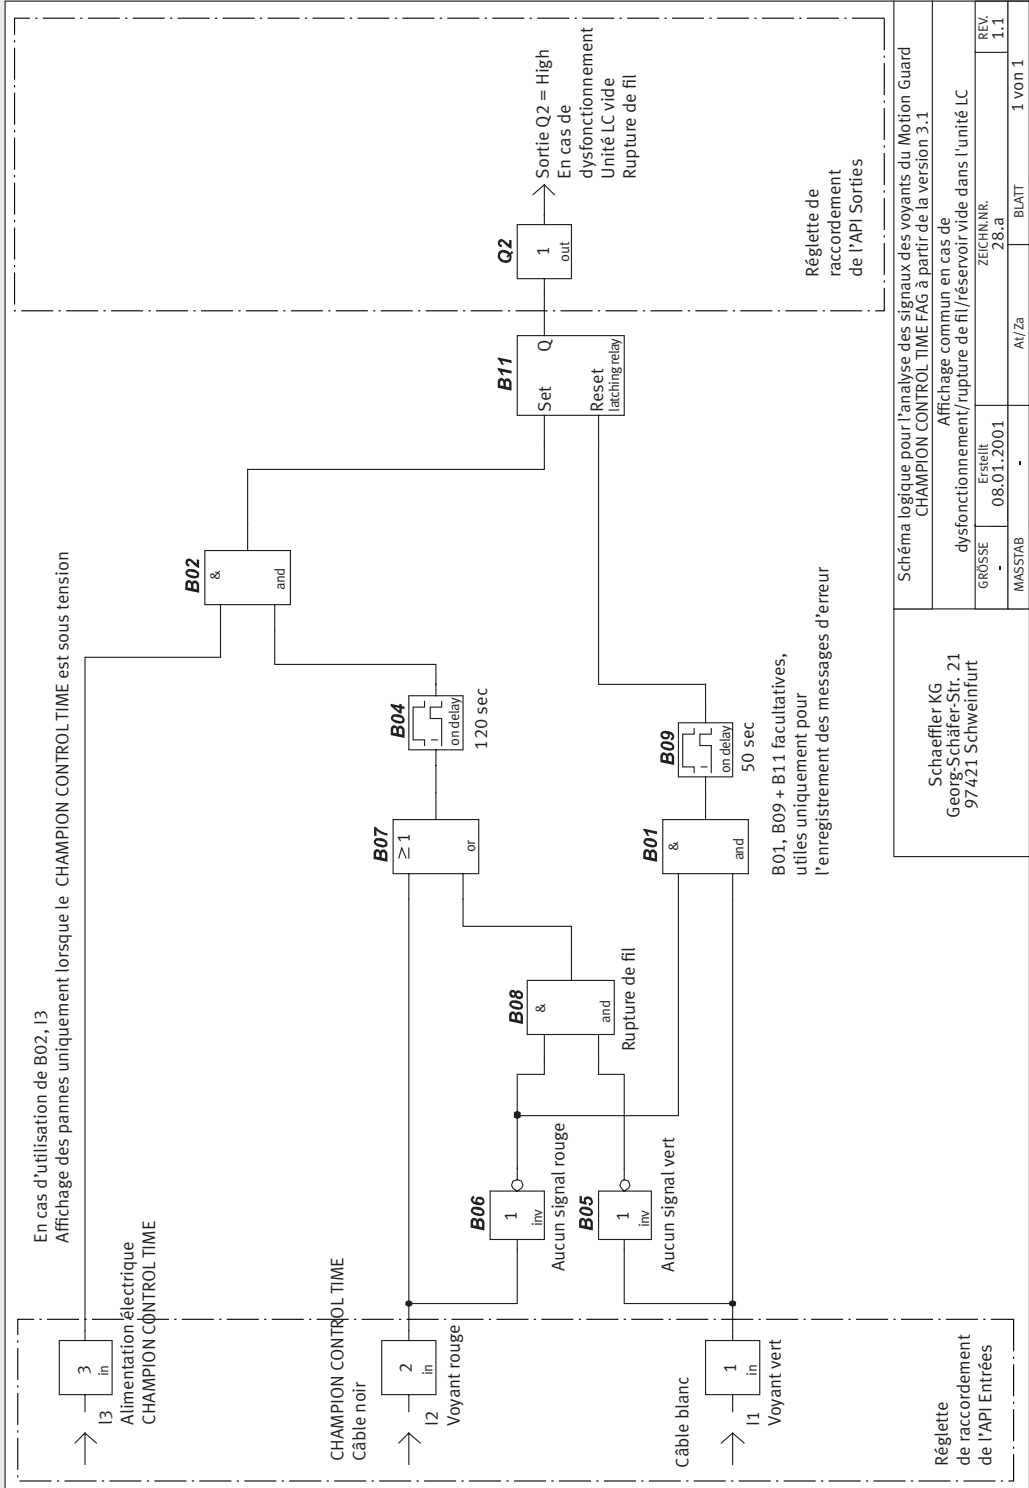 En cas d'utilisation de B02, I3
Affichage des pannes uniquement lorsque le CHAMPION CONTROL TIME est sous tension
3
in
I3
Alimentation électrique
CHAMPION CONTROL TIME
B02
&
and
CHAMPION CONTROL TIME
Câble noir
2
in
I2
Voyant rouge
B07
≥ 1
or
B04
on delay
120 sec
B06
1
inv
Aucun signal rouge
B08
&
and
Rupture de fil
B05
1
inv
Aucun signal vert
B11
Set
Q
Reset
latching relay
Q2
1
out
Sortie Q2 = High
En cas de
dysfonctionnement
Unité LC vide
Rupture de fil
Câble blanc
1
in
I1
Voyant vert
B01
&
and
B09
on delay
50 sec
B01, B09 + B11 facultatives,
utiles uniquement pour
l'enregistrement des messages d'erreur
Réglette
de raccordement
de l'API Entrées
Réglette de
raccordement
de l'API Sorties
Schaeffler KG
Georg-Schäfer-Str. 21
97421 Schweinfurt
Schéma logique pour l'analyse des signaux des voyants du Motion Guard
CHAMPION CONTROL TIME FAG à partir de la version 3.1
Affichage commun en cas de
dysfonctionnement/rupture de fil/réservoir vide dans l'unité LC
GRÖSSE
-
Erstellt
08.01.2001
ZEICHN.NR.
28.a
REV.
1.1
MASSTAB
-
At/Za
BLATT
1 von 1